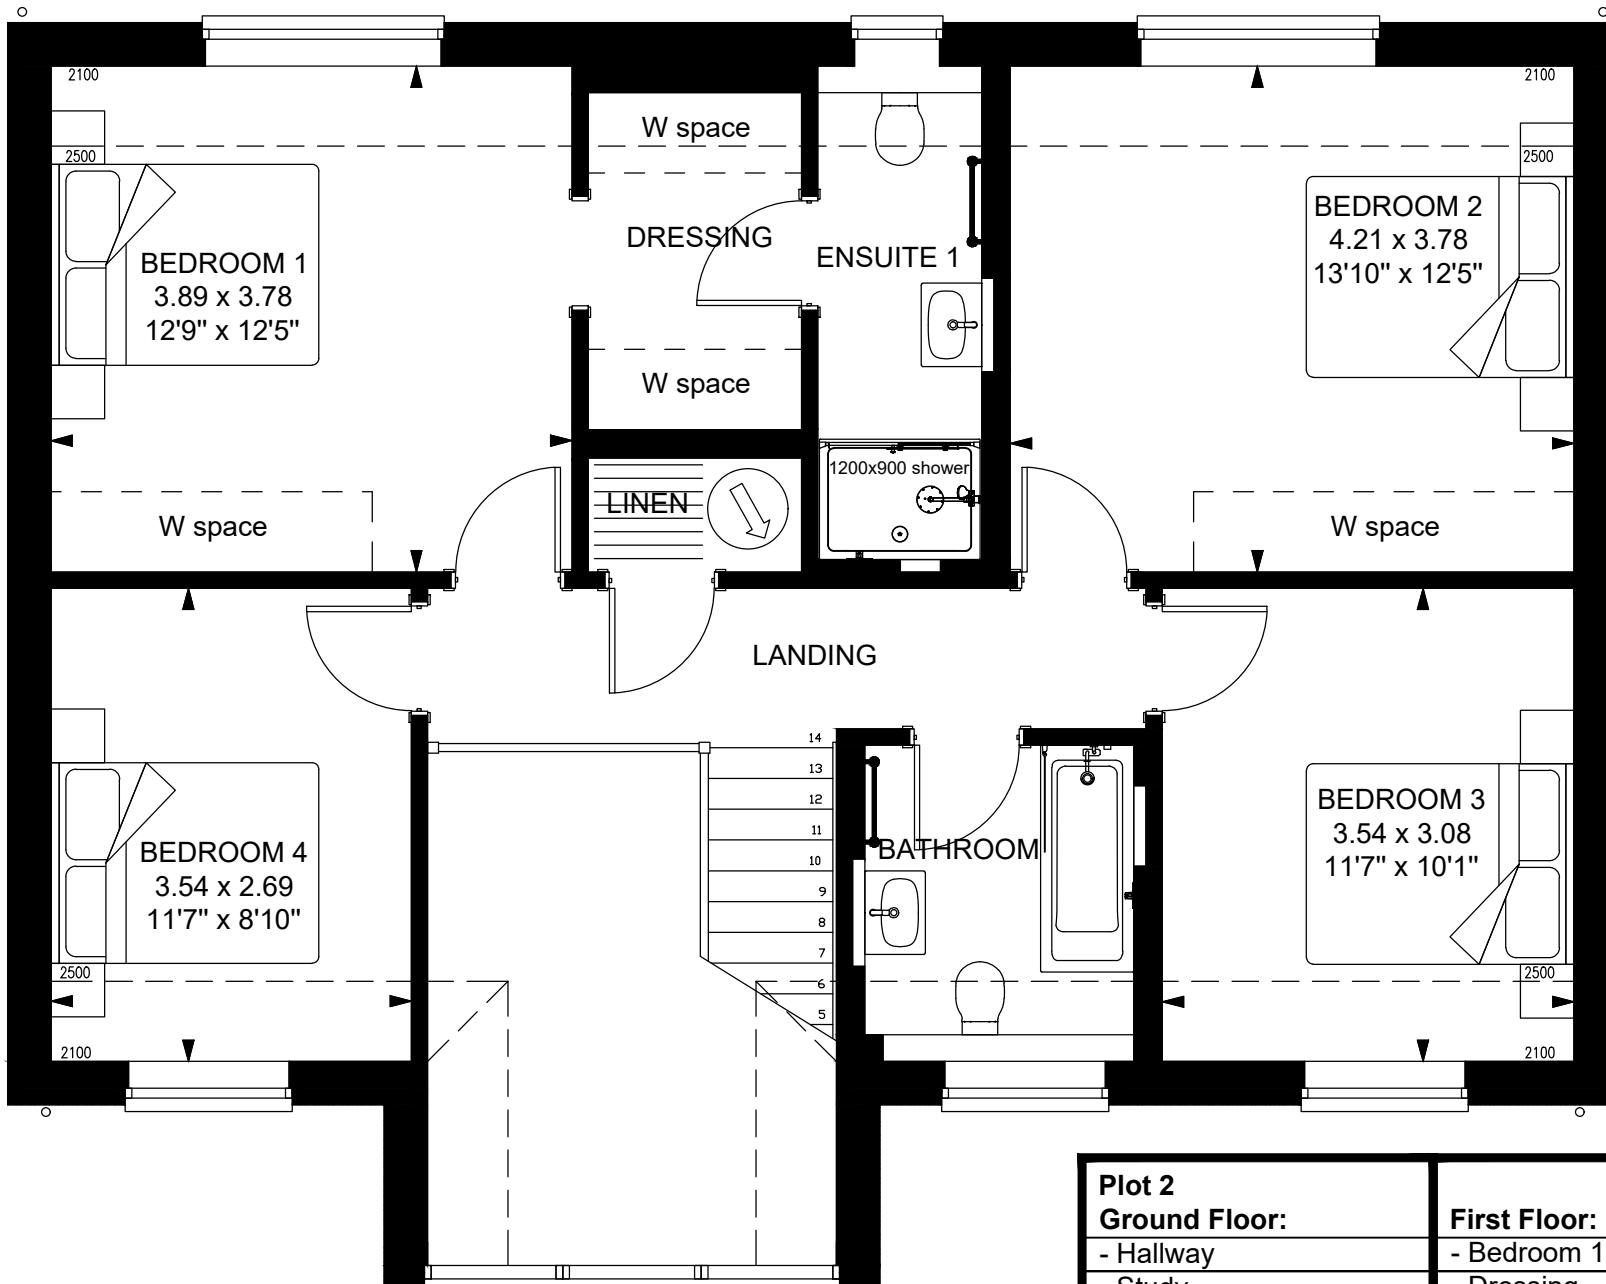 2100
2100
W space
2500
2500
BEDROOM 1
3.89 x 3.78
12'9" x 12'5"
DRESSING
ENSUITE 1
BEDROOM 2
4.21 x 3.78
13'10" x 12'5"
W space
1200x900 shower
LINEN
W space
W space
LANDING
14
13
12
11
10
9
8
7
6
5
BEDROOM 4
3.54 x 2.69
11'7" x 8'10"
BATHROOM
BEDROOM 3
3.54 x 3.08
11'7" x 10'1"
2500
2500
2100
2100
Plot 2
Ground Floor:
- Hallway
- Study
First Floor:
- Bedroom 1
- Dressing